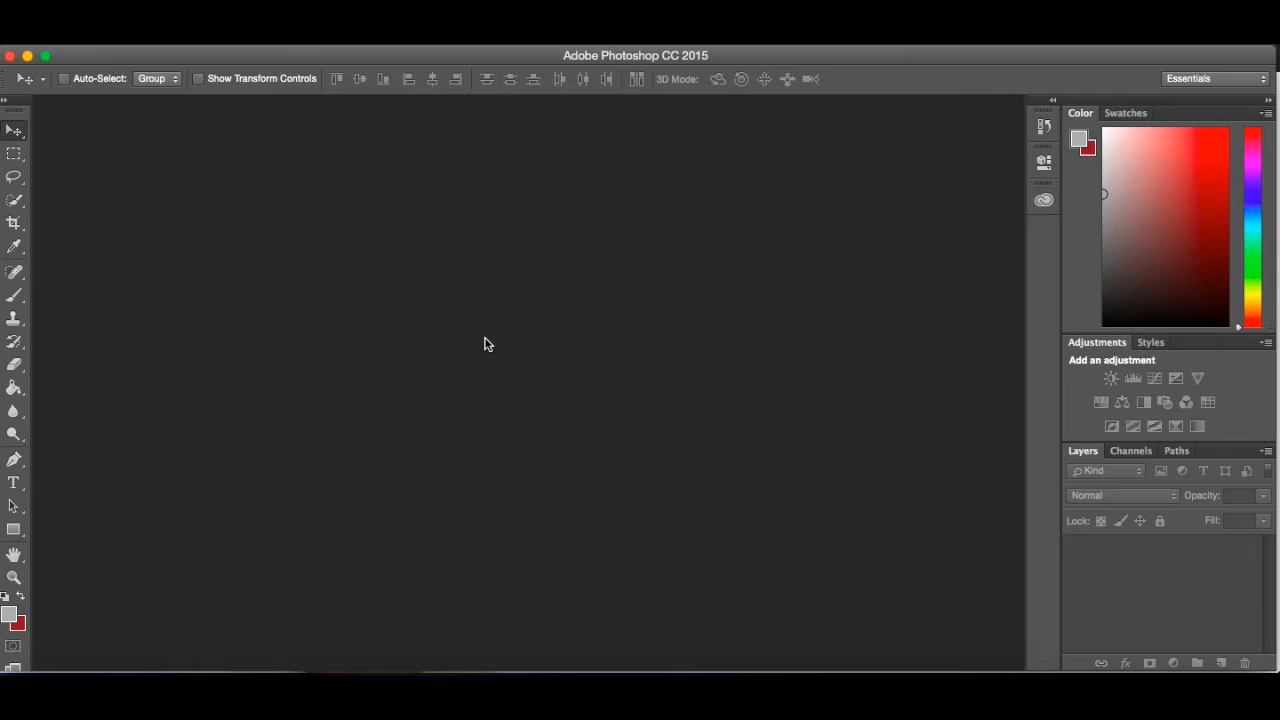 Adobe Photoshop CC 2015
Auto-Select: Group Show Transform Controls 3D Mode: Essentials
Color Swatches
Adjustments Styles
Add an adjustment
Layers Channels Paths
Kind
Normal Opacity:
Lock: Fill: